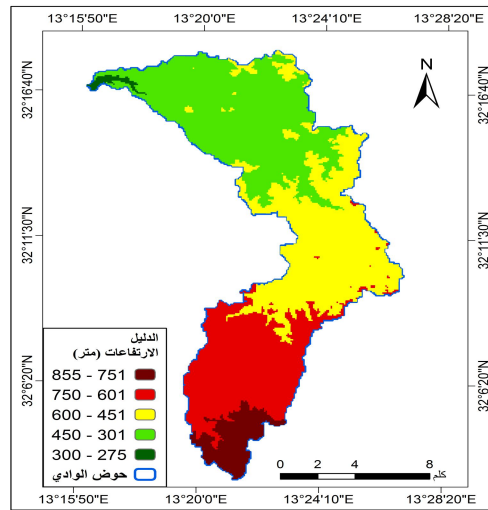 13°15'50"E 13°20'0"E 13°24'10"E 13°28'20"E
32°16'40"N 32°16'40"N
N
32°11'30"N 32°11'30"N
32°6'20"N 32°6'20"N
الدليل
الارتفاعات (متر)
855 - 751
750 - 601
600 - 451
450 - 301
300 - 275
حوض الوادي
0 2 4 8
كلم
13°15'50"E 13°20'0"E 13°24'10"E 13°28'20"E